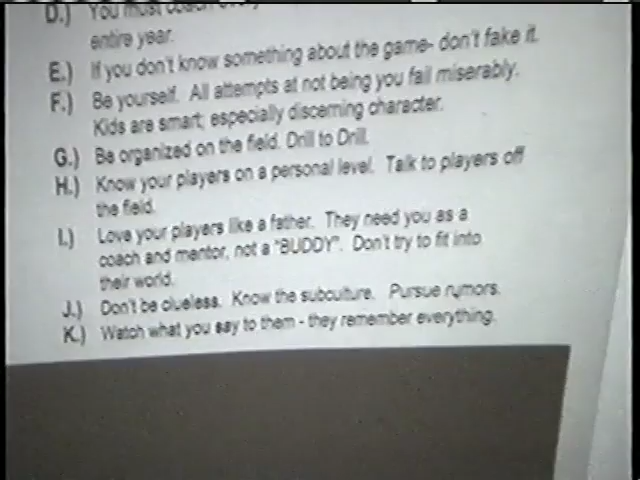 D.) You must coach every
entire year.
E.) If you don't know something about the game- don't fake it.
F.) Be yourself. All attempts at not being you fail miserably.
Kids are smart; especially discerning character.
G.) Be organized on the field. Drill to Drill.
H.) Know your players on a personal level. Talk to players off
the field.
I.) Love your players like a father. They need you as a
coach and mentor, not a "BUDDY". Don't try to fit into
their world.
J.) Don't be clueless. Know the subculture. Pursue rumors.
K.) Watch what you say to them - they remember everything.